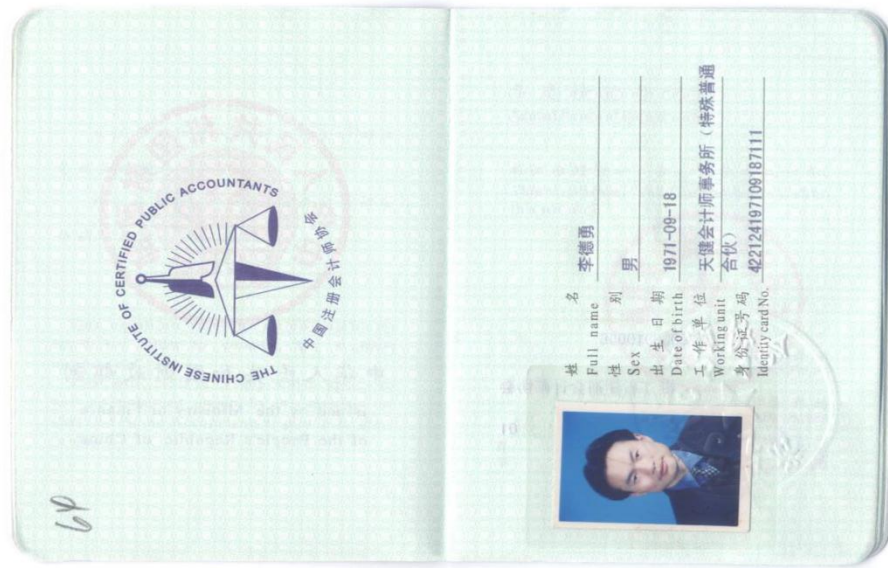 THE CHINESE INSTITUTE OF CERTIFIED PUBLIC ACCOUNTANTS
中国注册会计师协会
64
姓 名 李德勇
Full name
性 别 男
Sex
出 生 日 期 1971-09-18
Date of birth
工 作 单 位 天健会计师事务所（特殊普通
Working unit 合伙）
身份证号码 422124197109187111
Identity card No.